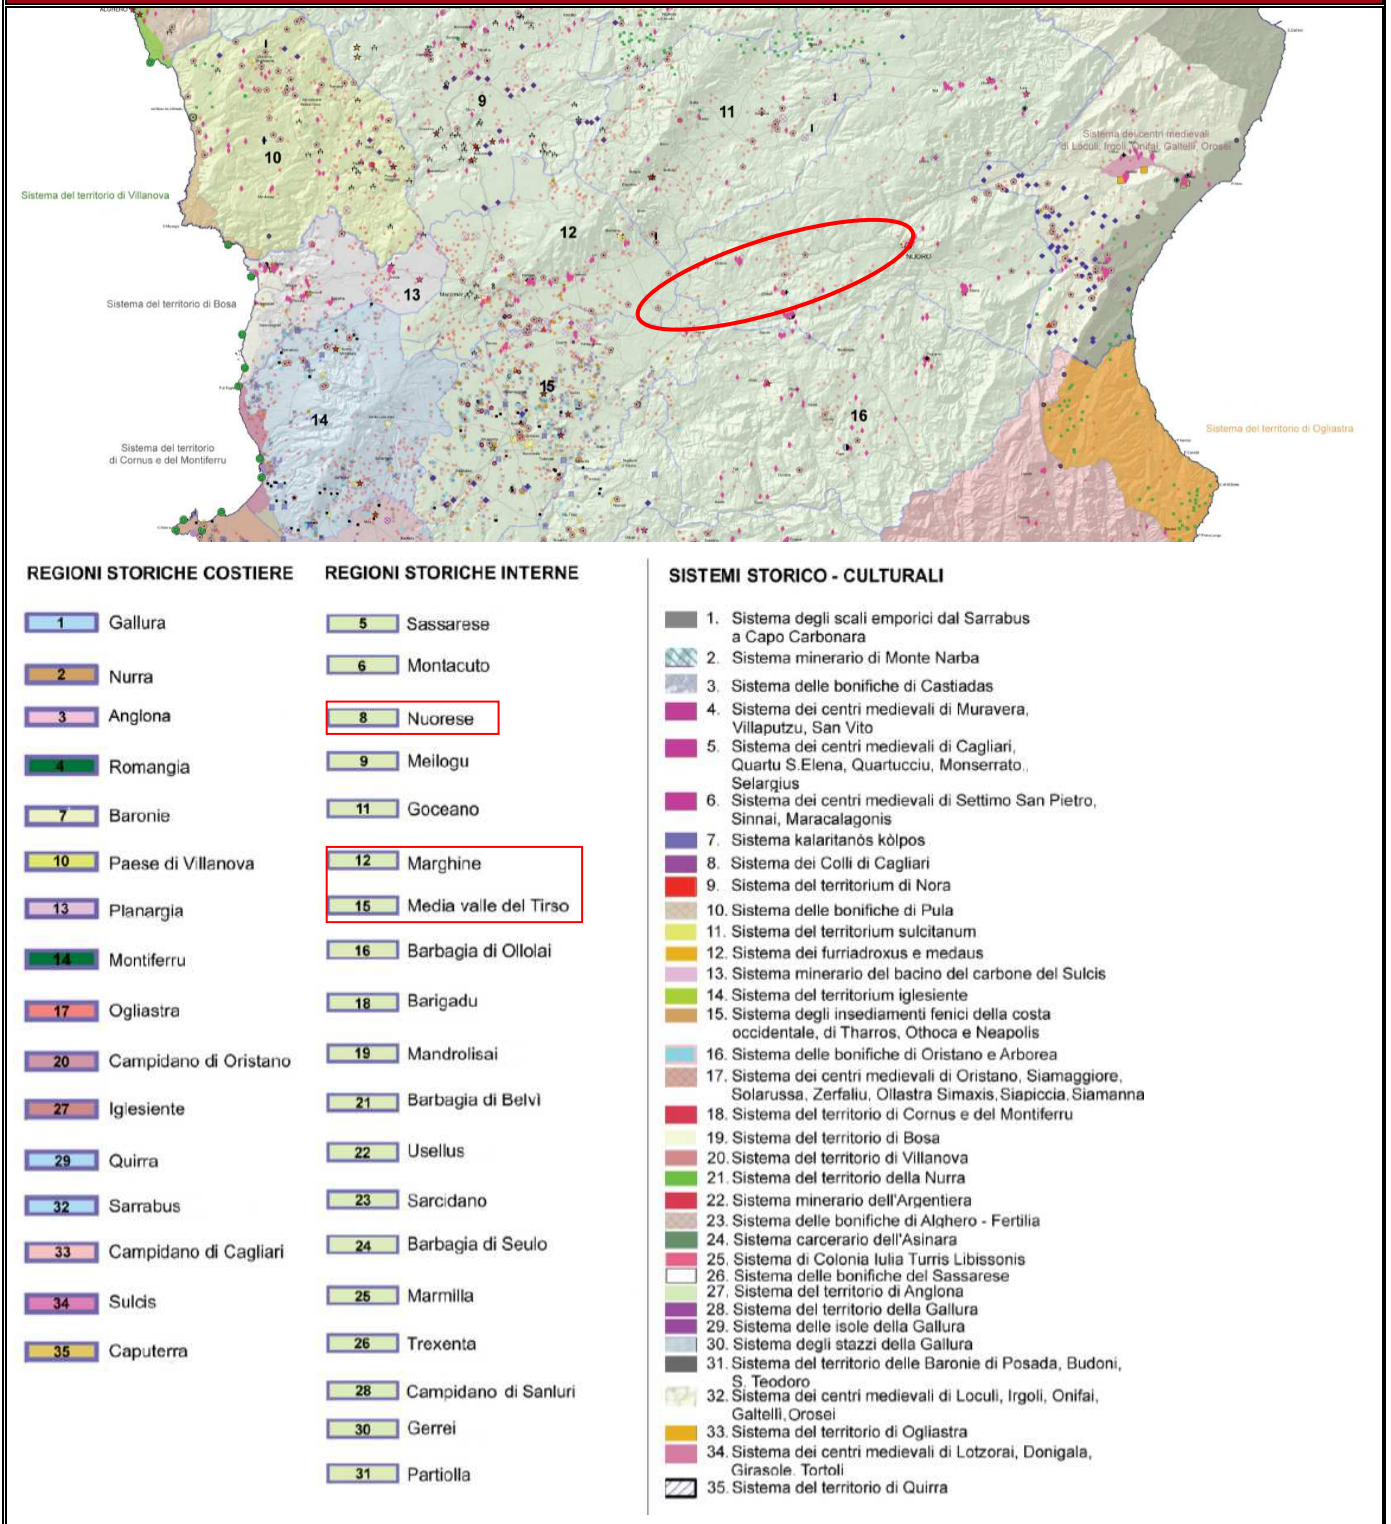 ALGHERO
9
11
10
Sistema dei centri medievali
di Loculi, Irgoli, Onifai, Galtellì, Orosei
Sistema del territorio di Villanova
12
NUORO
13
Sistema del territorio di Bosa
15
14
16
Sistema del territorio di Ogliastra
Sistema del territorio
di Cornus e del Montiferru
REGIONI STORICHE COSTIERE
1 Gallura
2 Nurra
3 Anglona
4 Romangia
7 Baronie
10 Paese di Villanova
13 Planargia
14 Montiferru
17 Ogliastra
20 Campidano di Oristano
27 Iglesiente
29 Quirra
32 Sarrabus
33 Campidano di Cagliari
34 Sulcis
35 Caputerra
REGIONI STORICHE INTERNE
5 Sassarese
6 Montacuto
8 Nuorese
9 Meilogu
11 Goceano
12 Marghine
15 Media valle del Tirso
16 Barbagia di Ollolai
18 Barigadu
19 Mandrolisai
21 Barbagia di Belvì
22 Usellus
23 Sarcidano
24 Barbagia di Seulo
25 Marmilla
26 Trexenta
28 Campidano di Sanluri
30 Gerrei
31 Partiolla
SISTEMI STORICO - CULTURALI
1. Sistema degli scali emporici dal Sarrabus
a Capo Carbonara
2. Sistema minerario di Monte Narba
3. Sistema delle bonifiche di Castiadas
4. Sistema dei centri medievali di Muravera,
Villaputzu, San Vito
5. Sistema dei centri medievali di Cagliari,
Quartu S.Elena, Quartucciu, Monserrato.,
Selargius
6. Sistema dei centri medievali di Settimo San Pietro,
Sinnai, Maracalagonis
7. Sistema kalaritanòs kòlpos
8. Sistema dei Colli di Cagliari
9. Sistema del territorium di Nora
10. Sistema delle bonifiche di Pula
11. Sistema del territorium sulcitanum
12. Sistema dei furriadroxus e medaus
13. Sistema minerario del bacino del carbone del Sulcis
14. Sistema del territorium iglesiente
15. Sistema degli insediamenti fenici della costa
occidentale, di Tharros, Othoca e Neapolis
16. Sistema delle bonifiche di Oristano e Arborea
17. Sistema dei centri medievali di Oristano, Siamaggiore,
Solarussa, Zerfaliu, Ollastra Simaxis, Siapiccia, Siamanna
18. Sistema del territorio di Cornus e del Montiferru
19. Sistema del territorio di Bosa
20. Sistema del territorio di Villanova
21. Sistema del territorio della Nurra
22. Sistema minerario dell'Argentiera
23. Sistema delle bonifiche di Alghero - Fertilia
24. Sistema carcerario dell'Asinara
25. Sistema di Colonia Iulia Turris Libissonis
26. Sistema delle bonifiche del Sassarese
27. Sistema del territorio di Anglona
28. Sistema del territorio della Gallura
29. Sistema delle isole della Gallura
30. Sistema degli stazzi della Gallura
31. Sistema del territorio delle Baronie di Posada, Budoni,
S. Teodoro
32. Sistema dei centri medievali di Loculi, Irgoli, Onifai,
Galtellì, Orosei
33. Sistema del territorio di Ogliastra
34. Sistema dei centri medievali di Lotzorai, Donigala,
Girasole, Tortoli
35. Sistema del territorio di Quirra